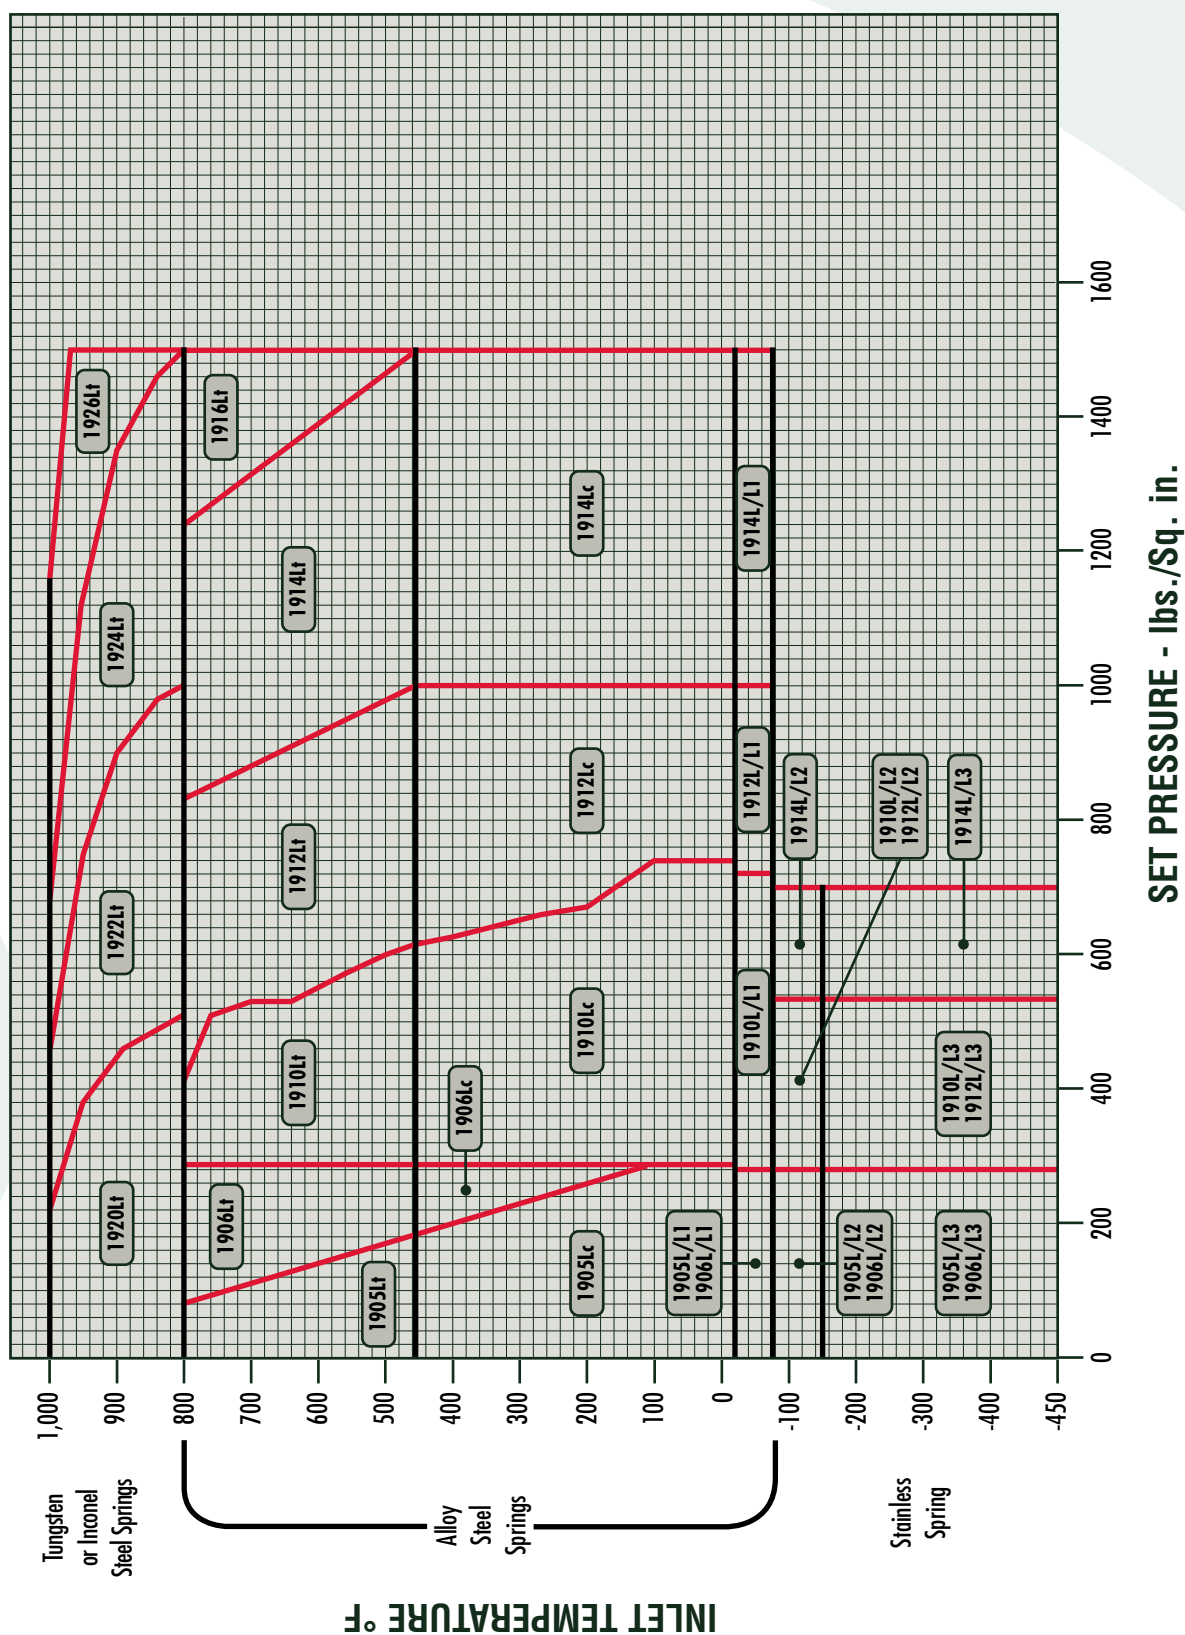 1926Lt
1924Lt
1922Lt
1920Lt
1916Lt
1914Lt
1912Lt
1910Lt
1906Lt
1905Lt
1906Lc
1914Lc
1912Lc
1910Lc
1905Lc
1914L/L1
1912L/L1
1910L/L1
1905L/L1
1906L/L1
1914L/L2
1910L/L2
1912L/L2
1905L/L2
1906L/L2
1914L/L3
1910L/L3
1912L/L3
1905L/L3
1906L/L3
1,000
900
800
700
600
500
400
300
200
100
0
-100
-200
-300
-400
-450
0
200
400
600
800
1000
1200
1400
1600
Tungsten
or Inconel
Steel Springs
Alloy
Steel
Springs
Stainless
Spring
INLET TEMPERATURE °F
SET PRESSURE - lbs./Sq. in.